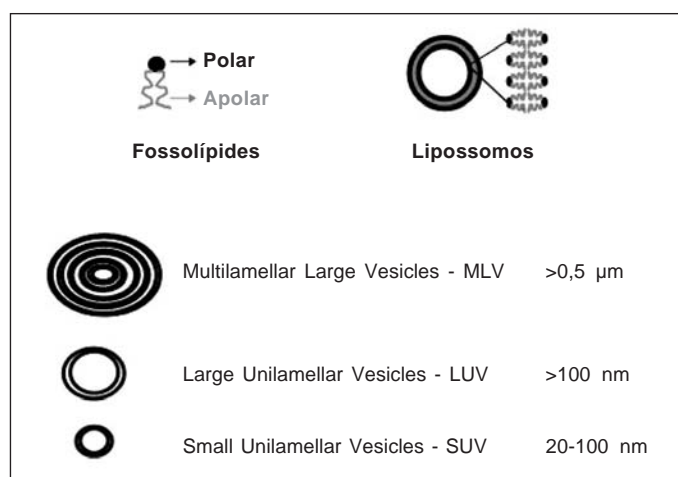 Polar
Apolar
Fossolípides Lipossomos
Multilamellar Large Vesicles - MLV >0,5 μm
Large Unilamellar Vesicles - LUV >100 nm
Small Unilamellar Vesicles - SUV 20-100 nm